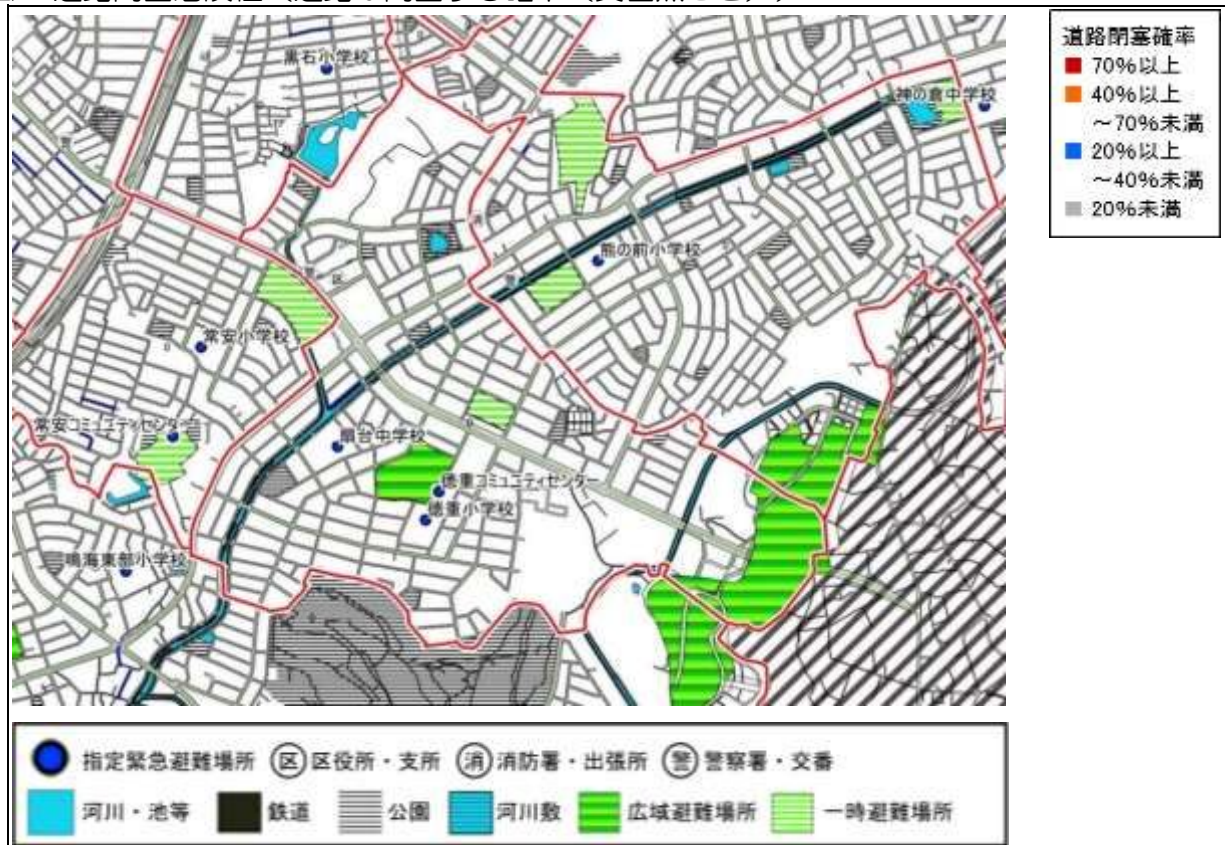 道路閉塞確率
70%以上
40%以上
～70%未満
20%以上
～40%未満
20%未満
黒石小学校
神の倉中学校
熊の前小学校
常安小学校
常安コミュニティセンター
扇台中学校
徳重コミュニティセンター
徳重小学校
鳴海東部小学校
指定緊急避難場所 区 区役所・支所 消 消防署・出張所 警 警察署・交番
河川・池等 鉄道 公園 河川敷 広域避難場所 一時避難場所